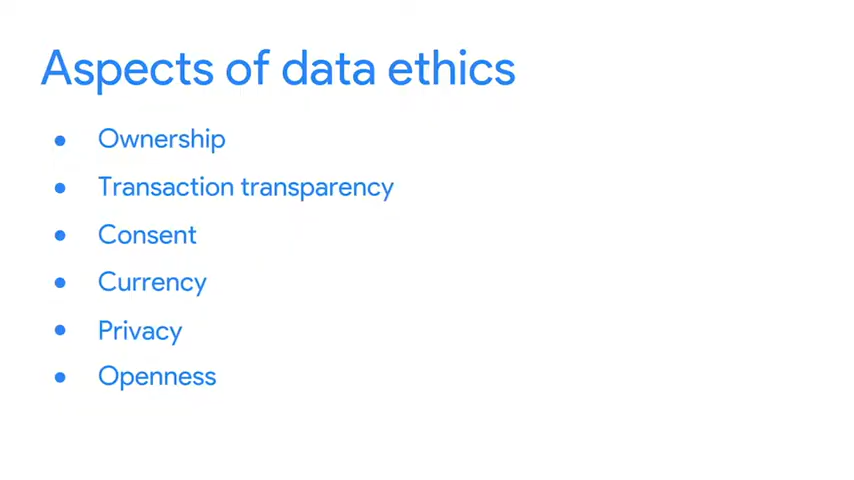 Aspects of data ethics
● Ownership
● Transaction transparency
● Consent
● Currency
● Privacy
● Openness